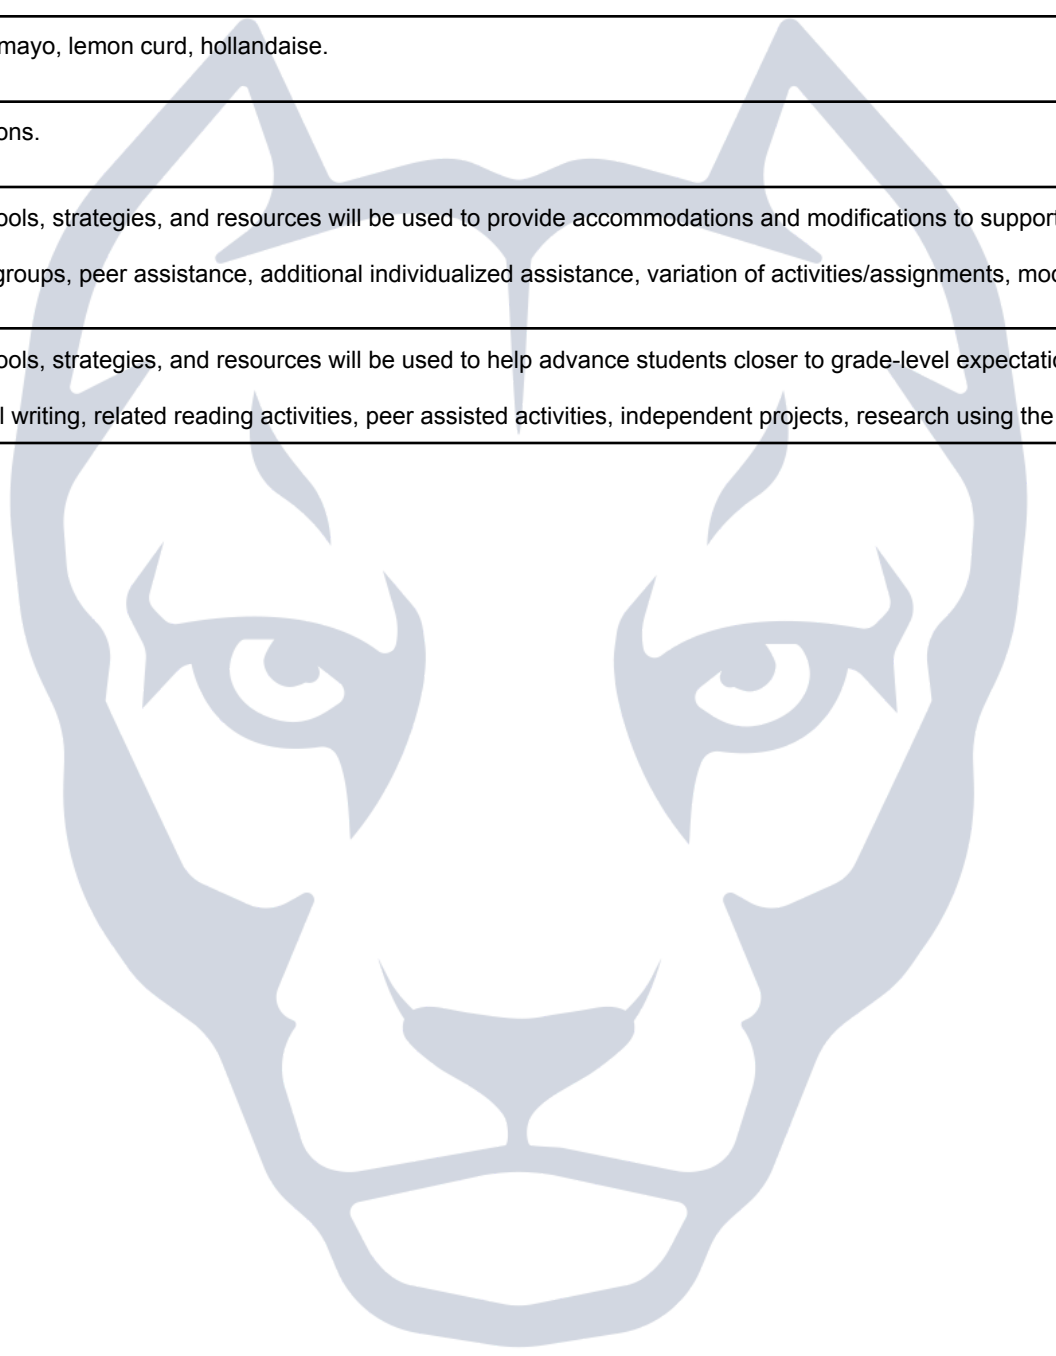 mayo, lemon curd, hollandaise.
ons.
ools, strategies, and resources will be used to provide accommodations and modifications to support
groups, peer assistance, additional individualized assistance, variation of activities/assignments, mod
ools, strategies, and resources will be used to help advance students closer to grade-level expectatio
l writing, related reading activities, peer assisted activities, independent projects, research using the